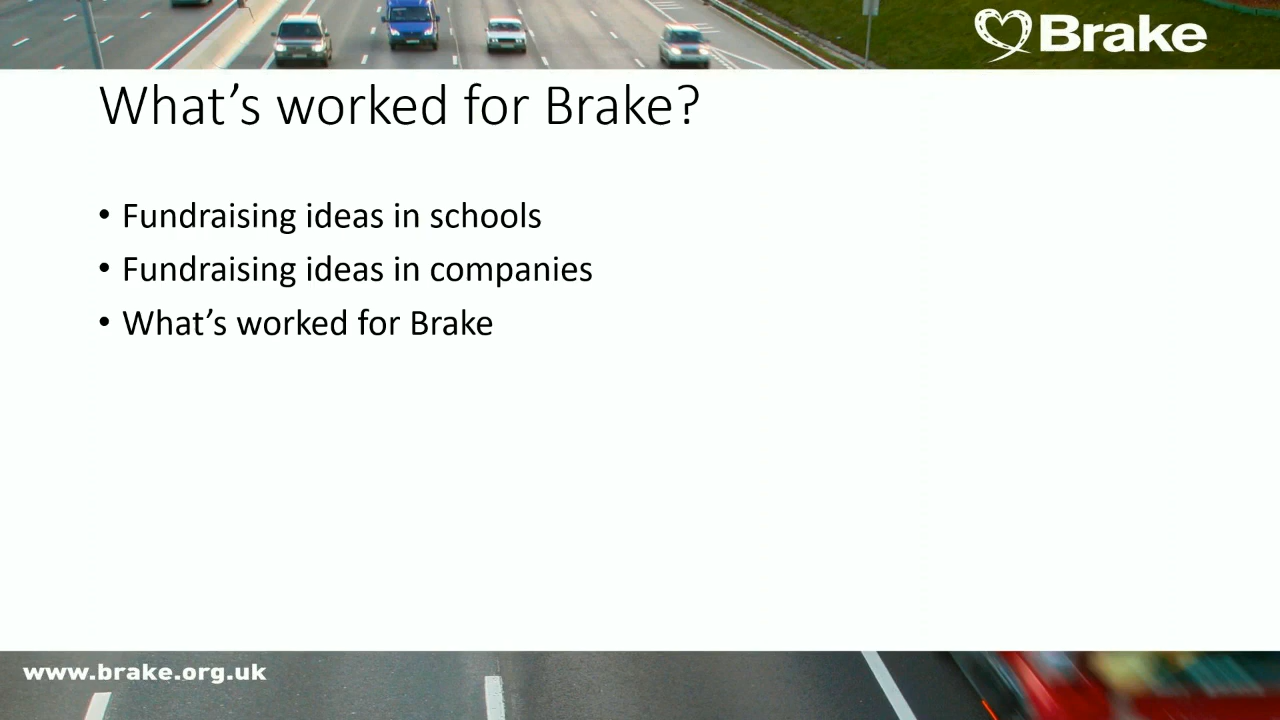 Brake
What’s worked for Brake?
• Fundraising ideas in schools
• Fundraising ideas in companies
• What’s worked for Brake
www.brake.org.uk